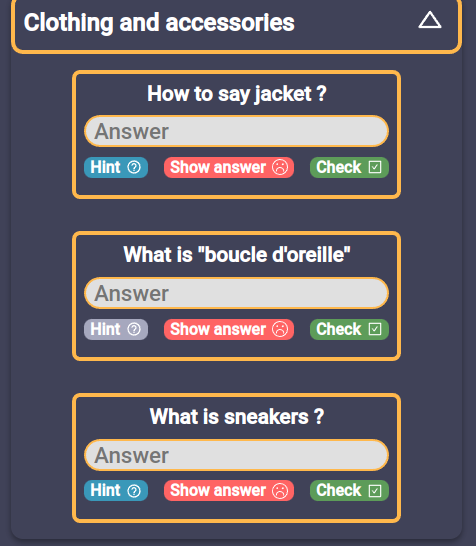 Clothing and accessories
How to say jacket ?
Answer
Hint Show answer Check
What is "boucle d'oreille"
Answer
Hint Show answer Check
What is sneakers ?
Answer
Hint Show answer Check